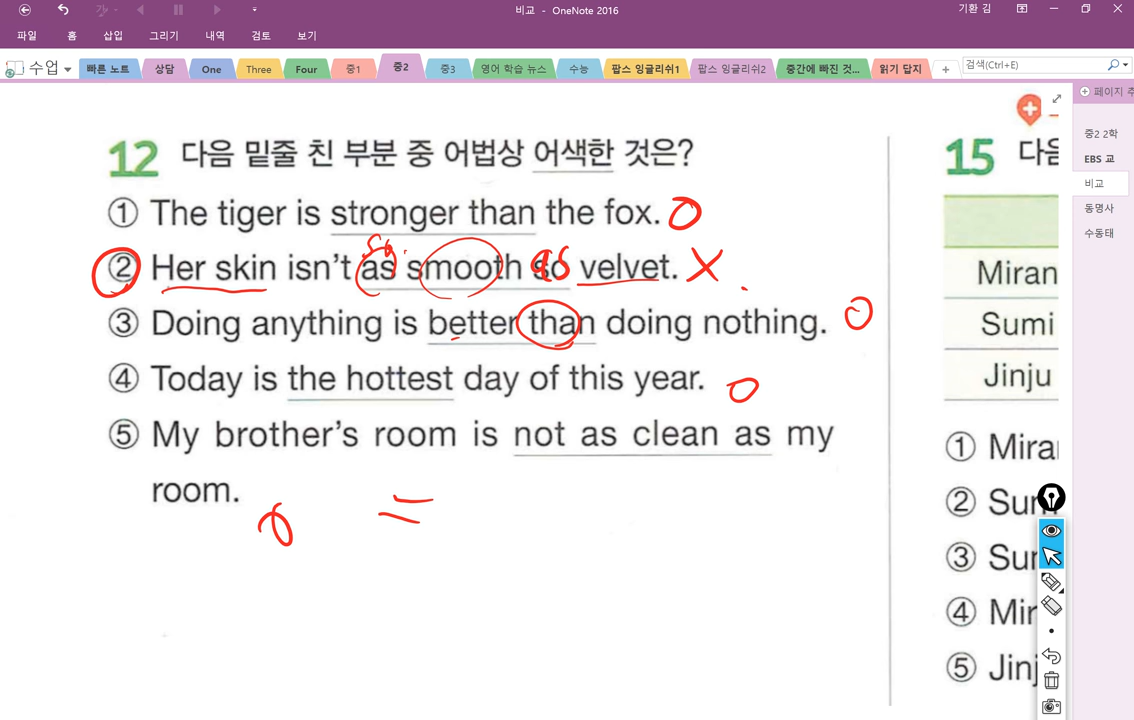 비교 - OneNote 2016
기환 김
파일 홈 삽입 그리기 내역 검토 보기
수업 빠른 노트 상담 One Three Four 중1 중2 중3 영어 학습 뉴스 수능 팝스 잉글리쉬1 팝스 잉글리쉬2 중간에 빠진 것... 읽기 답지 + 검색(Ctrl+E)
페이지 추
중2 2학
EBS 교
비교
동명사
수동태
12 다음 밑줄 친 부분 중 어법상 어색한 것은?
① The tiger is stronger than the fox. O
so
② Her skin isn't as smooth so as velvet. X
③ Doing anything is better than doing nothing. O
④ Today is the hottest day of this year. O
⑤ My brother's room is not as clean as my
room.
O =
15 다음
Miran
Sumi
Jinju
① Mira
② Sum
③ Sur
④ Mir
⑤ Jinj